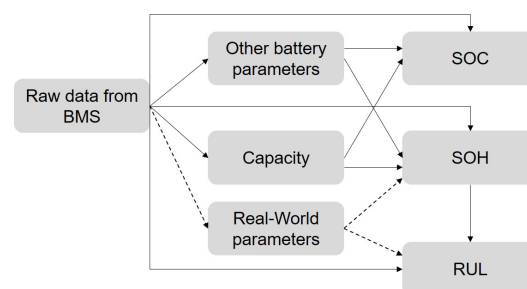 Other battery
parameters
SOC
Raw data from
BMS
Capacity
SOH
Real-World
parameters
RUL